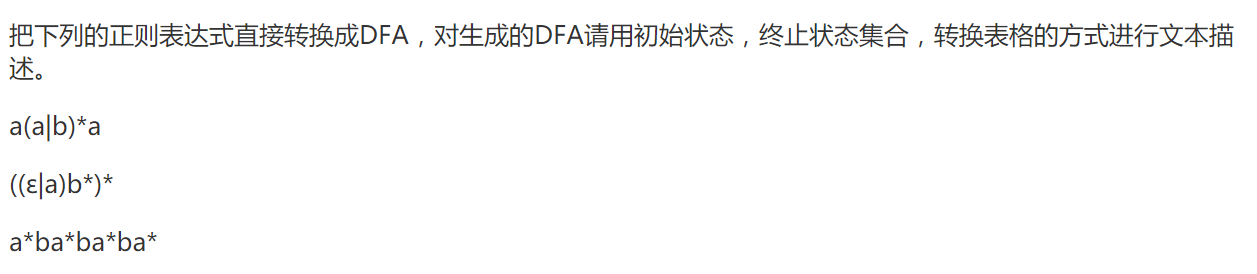 把下列的正则表达式直接转换成DFA，对生成的DFA请用初始状态，终止状态集合，转换表格的方式进行文本描
述。
a(a|b)*a
((ε|a)b*)*
a*ba*ba*ba*